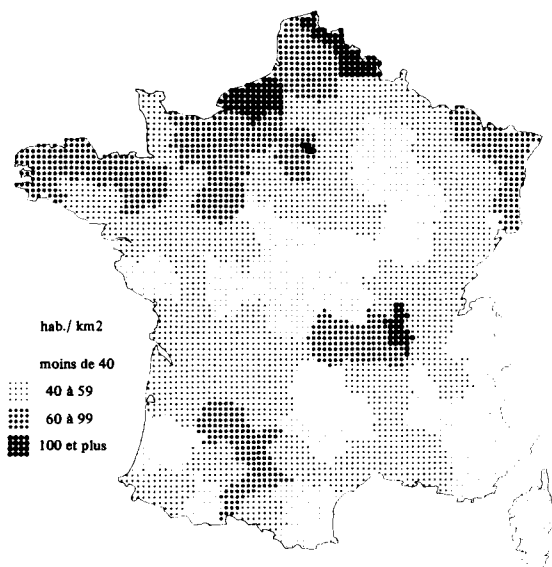 hab./ km2
moins de 40
40 à 59
60 à 99
100 et plus